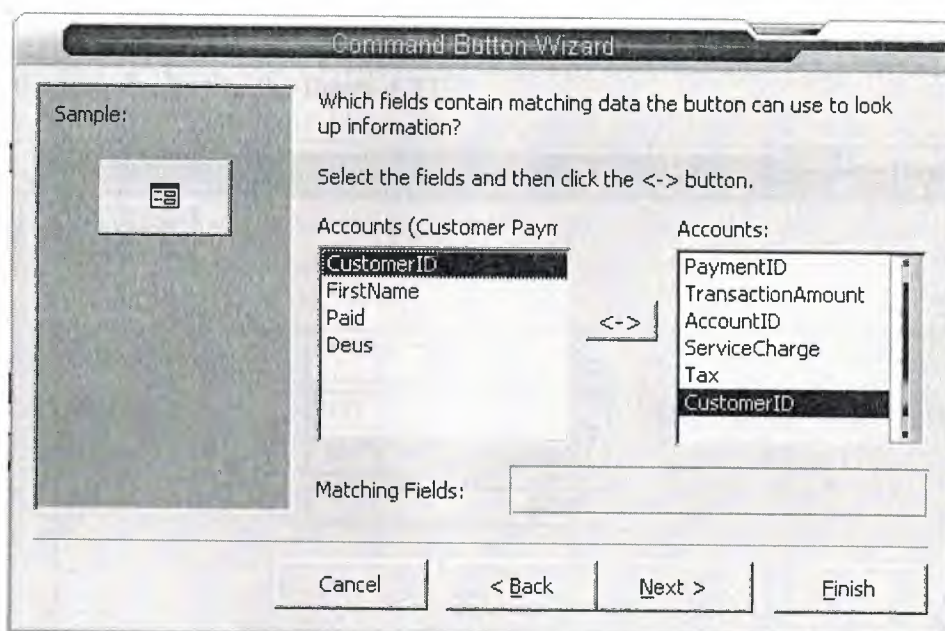 Command Button Wizard
Sample:
Which fields contain matching data the button can use to look
up information?
Select the fields and then click the <-> button.
Accounts (Customer Paym
CustomerID
FirstName
Paid
Deus
<->
Accounts:
PaymentID
TransactionAmount
AccountID
ServiceCharge
Tax
CustomerID
Matching Fields:
Cancel
< Back
Next >
Finish